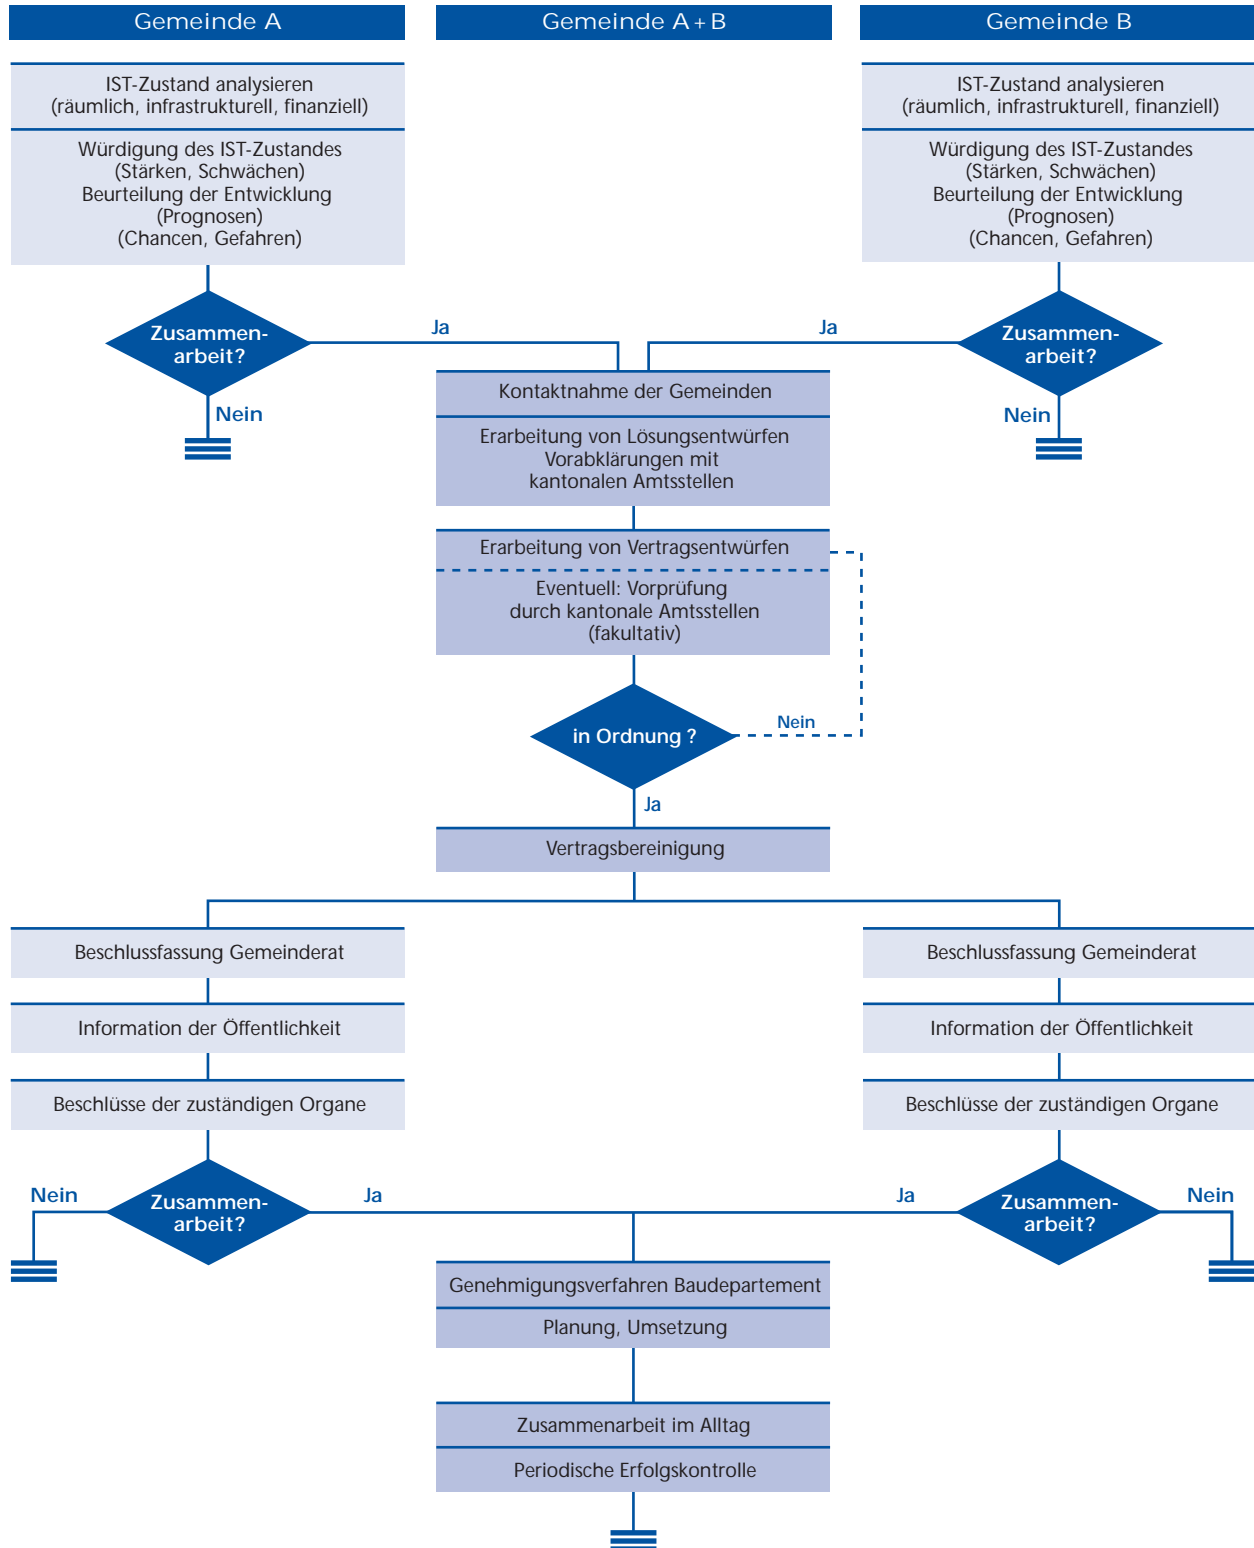 Gemeinde A
Gemeinde A + B
Gemeinde B
IST-Zustand analysieren
(räumlich, infrastrukturell, finanziell)
Würdigung des IST-Zustandes
(Stärken, Schwächen)
Beurteilung der Entwicklung
(Prognosen)
(Chancen, Gefahren)
IST-Zustand analysieren
(räumlich, infrastrukturell, finanziell)
Würdigung des IST-Zustandes
(Stärken, Schwächen)
Beurteilung der Entwicklung
(Prognosen)
(Chancen, Gefahren)
Zusammen-
arbeit?
Ja
Nein
Ja
Zusammen-
arbeit?
Nein
Kontaktnahme der Gemeinden
Erarbeitung von Lösungsentwürfen
Vorabklärungen mit
kantonalen Amtsstellen
Erarbeitung von Vertragsentwürfen
Eventuell: Vorprüfung
durch kantonale Amtsstellen
(fakultativ)
in Ordnung ?
Nein
Ja
Vertragsbereinigung
Beschlussfassung Gemeinderat
Information der Öffentlichkeit
Beschlüsse der zuständigen Organe
Beschlussfassung Gemeinderat
Information der Öffentlichkeit
Beschlüsse der zuständigen Organe
Nein
Zusammen-
arbeit?
Ja
Ja
Zusammen-
arbeit?
Nein
Genehmigungsverfahren Baudepartement
Planung, Umsetzung
Zusammenarbeit im Alltag
Periodische Erfolgskontrolle